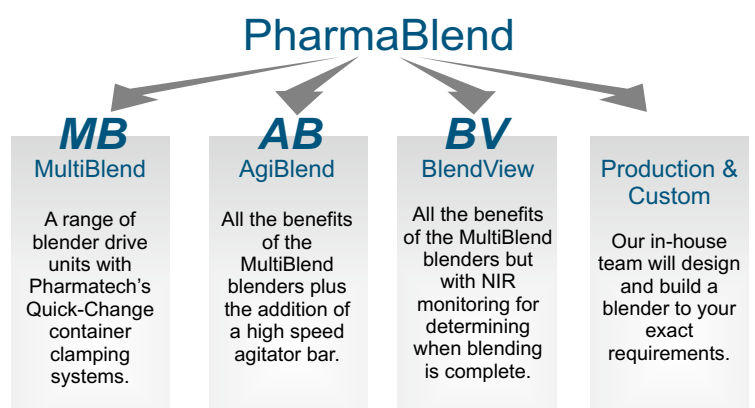 PharmaBlend
MB
MultiBlend
A range of
blender drive
units with
Pharmatech's
Quick-Change
container
clamping
systems.
AB
AgiBlend
All the benefits
of the
MultiBlend
blenders plus
the addition of
a high speed
agitator bar.
BV
BlendView
All the benefits
of the MultiBlend
blenders but
with NIR
monitoring for
determining
when blending
is complete.
Production &
Custom
Our in-house
team will design
and build a
blender to your
exact
requirements.